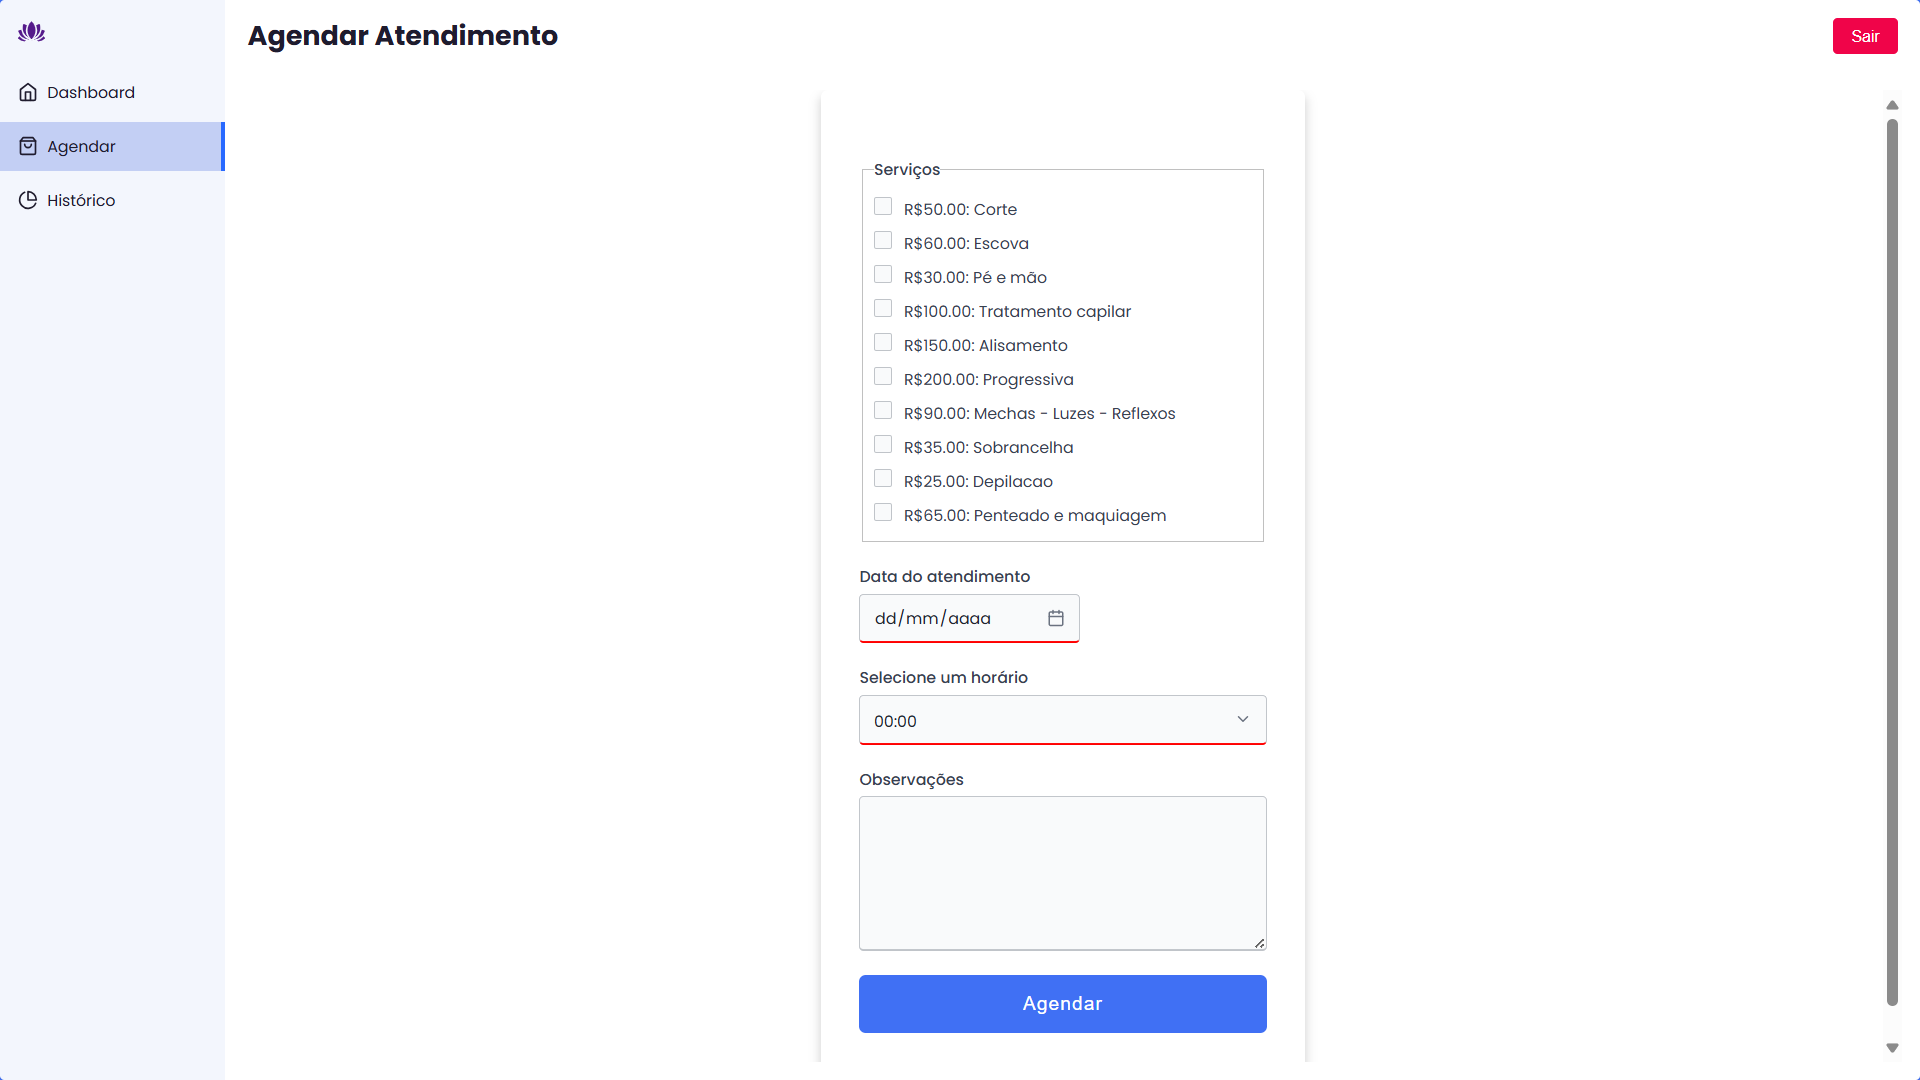 Agendar Atendimento
Sair
Dashboard
Agendar
Histórico
Serviços
R$50.00: Corte
R$60.00: Escova
R$30.00: Pé e mão
R$100.00: Tratamento capilar
R$150.00: Alisamento
R$200.00: Progressiva
R$90.00: Mechas - Luzes - Reflexos
R$35.00: Sobrancelha
R$25.00: Depilacao
R$65.00: Penteado e maquiagem
Data do atendimento
dd/mm/aaaa
Selecione um horário
00:00
Observações
Agendar